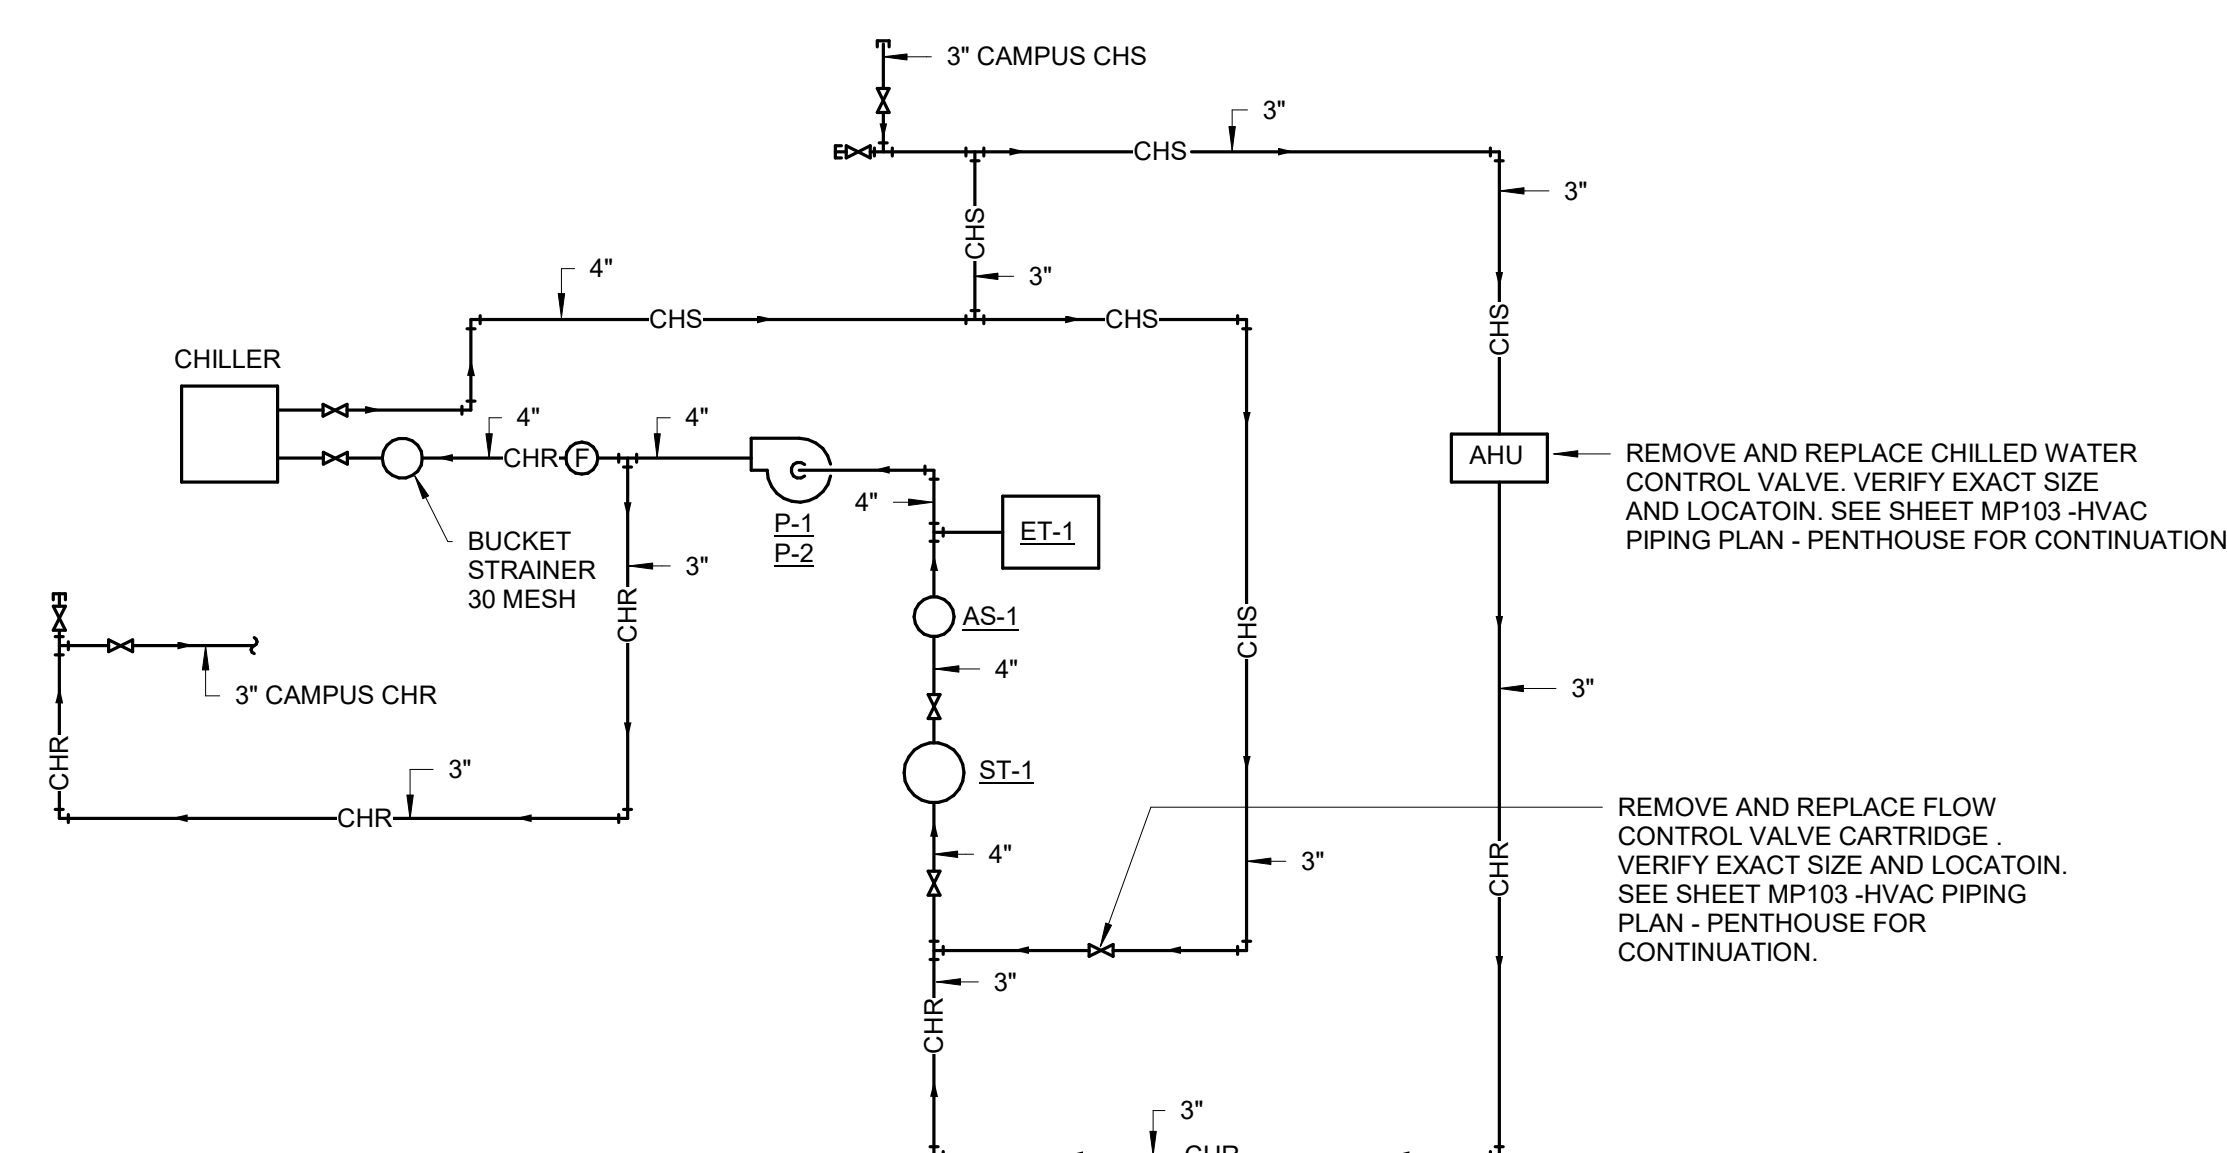 3" CAMPUS CHS
3"
CHS
3"
CHS
3"
4"
CHS
CHS
CHS
CHILLER
4"
4"
CHR
F
4"
P-1
P-2
ET-1
AHU
REMOVE AND REPLACE CHILLED WATER
CONTROL VALVE. VERIFY EXACT SIZE
AND LOCATOIN. SEE SHEET MP103 -HVAC
PIPING PLAN - PENTHOUSE FOR CONTINUATION
BUCKET
STRAINER
30 MESH
3"
CHR
AS-1
CHS
4"
3"
3" CAMPUS CHR
CHR
3"
CHR
ST-1
4"
3"
CHR
REMOVE AND REPLACE FLOW
CONTROL VALVE CARTRIDGE .
VERIFY EXACT SIZE AND LOCATOIN.
SEE SHEET MP103 -HVAC PIPING
PLAN - PENTHOUSE FOR
CONTINUATION.
3"
CHR
3"
CHR